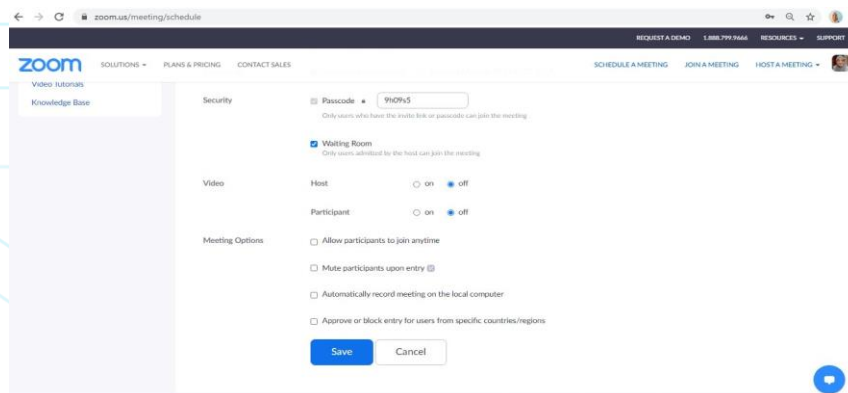 zoom.us/meeting/schedule
REQUEST A DEMO 1.888.799.9666 RESOURCES SUPPORT
zoom SOLUTIONS PLANS & PRICING CONTACT SALES SCHEDULE A MEETING JOIN A MEETING HOST A MEETING
Video Tutorials
Knowledge Base
Security Passcode 9h09s5
Only users who have the invite link or passcode can join the meeting
Waiting Room
Only users admitted by the host can join the meeting
Video Host on off
Participant on off
Meeting Options Allow participants to join anytime
Mute participants upon entry
Automatically record meeting on the local computer
Approve or block entry for users from specific countries/regions
Save Cancel